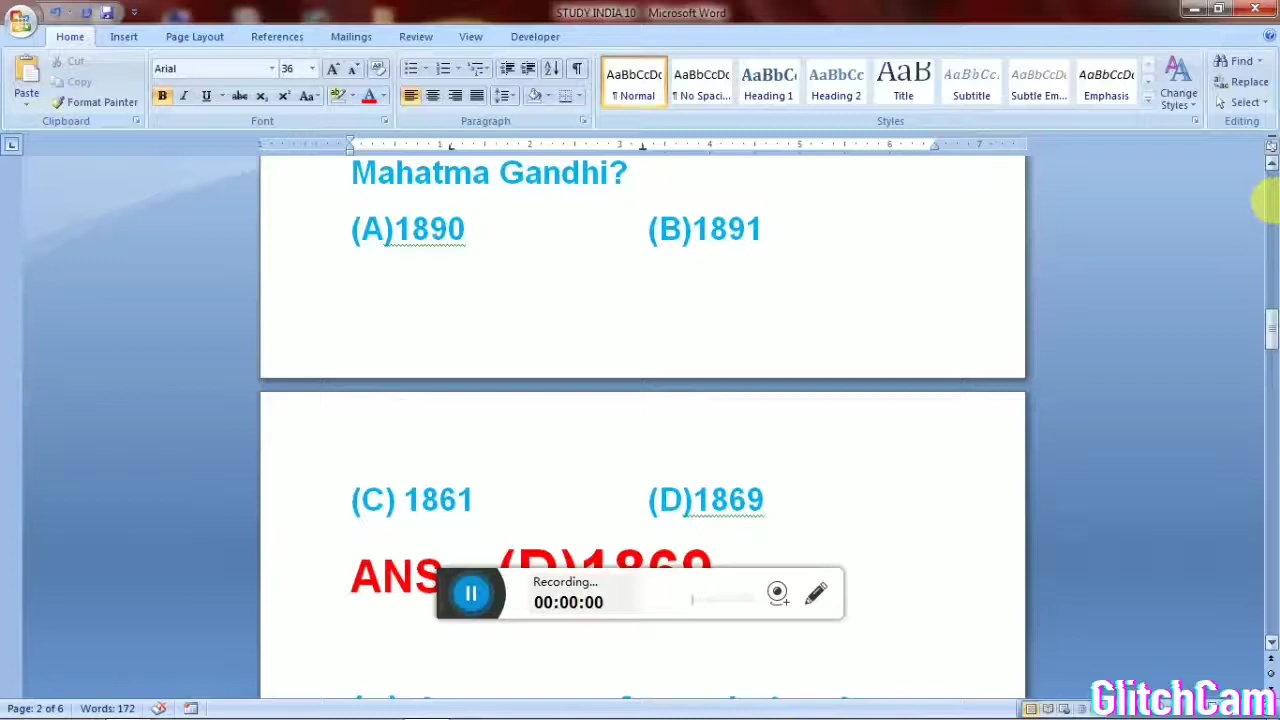 STUDY INDIA 10 - Microsoft Word
Home Insert Page Layout References Mailings Review View Developer
Paste
Cut
Copy
Format Painter
Clipboard
Arial 36
Font
Paragraph
AaBbCcDc AaBbCcDc AaBbC AaBbCc AaB AaBbCc. AaBbCcDc AaBbCcDc
¶ Normal ¶ No Spaci... Heading 1 Heading 2 Title Subtitle Subtle Em... Emphasis
Change Styles
Styles
Find
Replace
Select
Editing
Mahatma Gandhi?
(A)1890 (B)1891
(C) 1861 (D)1869
ANS (D)1869
Recording...
00:00:00
Page: 2 of 6 Words: 172
GlitchCam